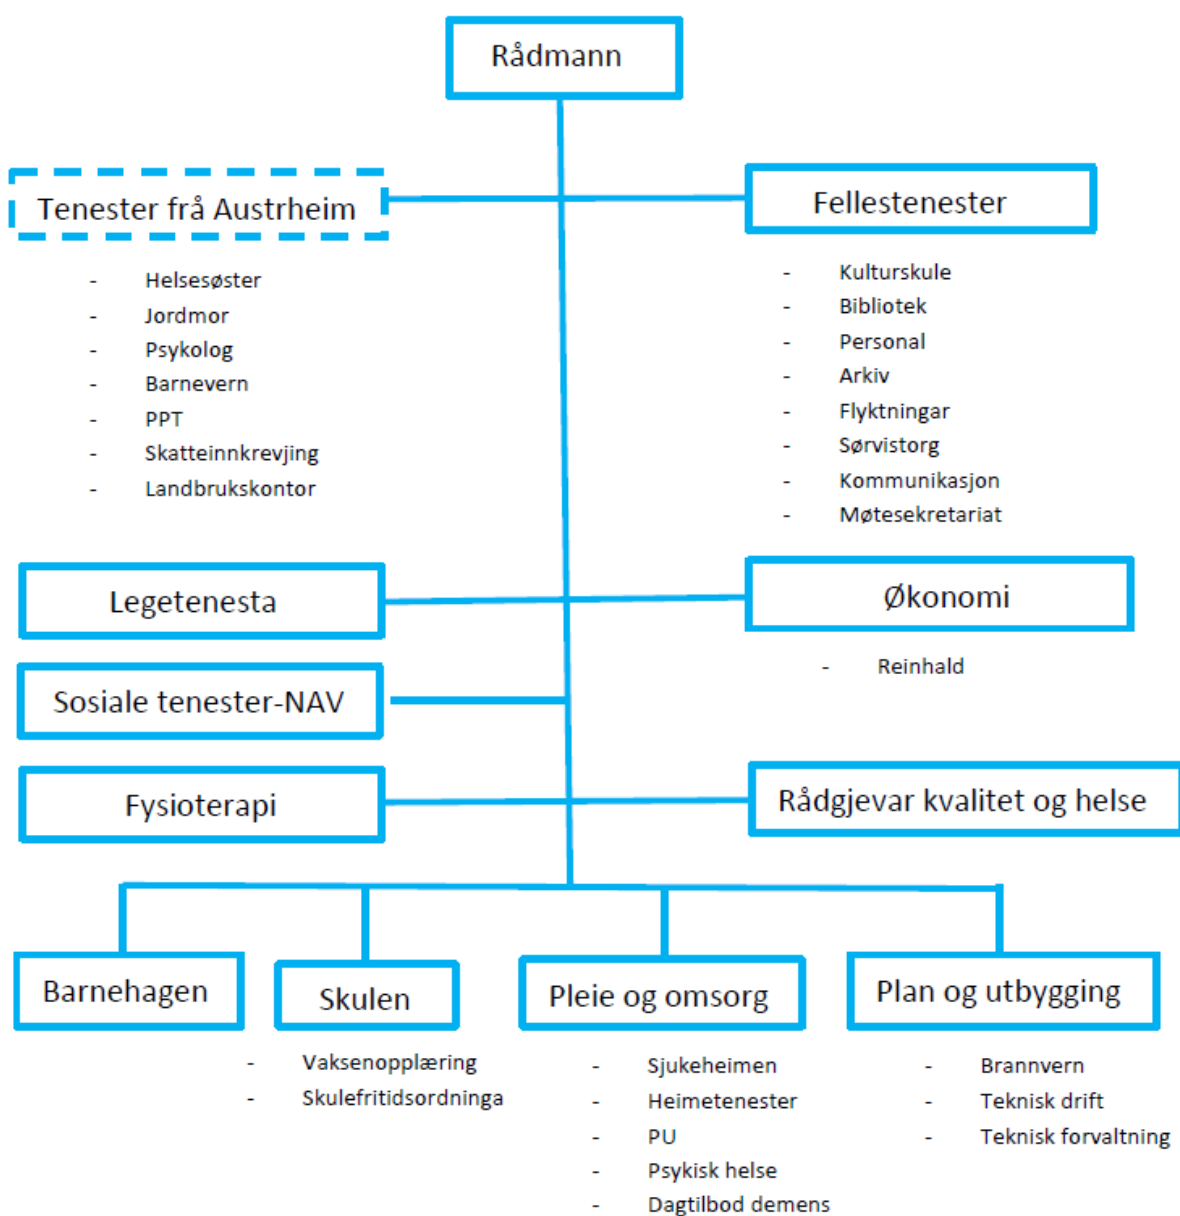 Rådmann
Tenester frå Austrheim
- Helsesøster
- Jordmor
- Psykolog
- Barnevern
- PPT
- Skatteinnkrevjing
- Landbrukskontor
Fellestenester
- Kulturskule
- Bibliotek
- Personal
- Arkiv
- Flyktningar
- Sørvistorg
- Kommunikasjon
- Møtesekretariat
Legetenesta
Økonomi
- Reinhald
Sosiale tenester-NAV
Fysioterapi
Rådgjevar kvalitet og helse
Barnehagen
Skulen
- Vaksenopplæring
- Skulefritidsordninga
Pleie og omsorg
- Sjukeheimen
- Heimetenester
- PU
- Psykisk helse
- Dagtilbod demens
Plan og utbygging
- Brannvern
- Teknisk drift
- Teknisk forvaltning